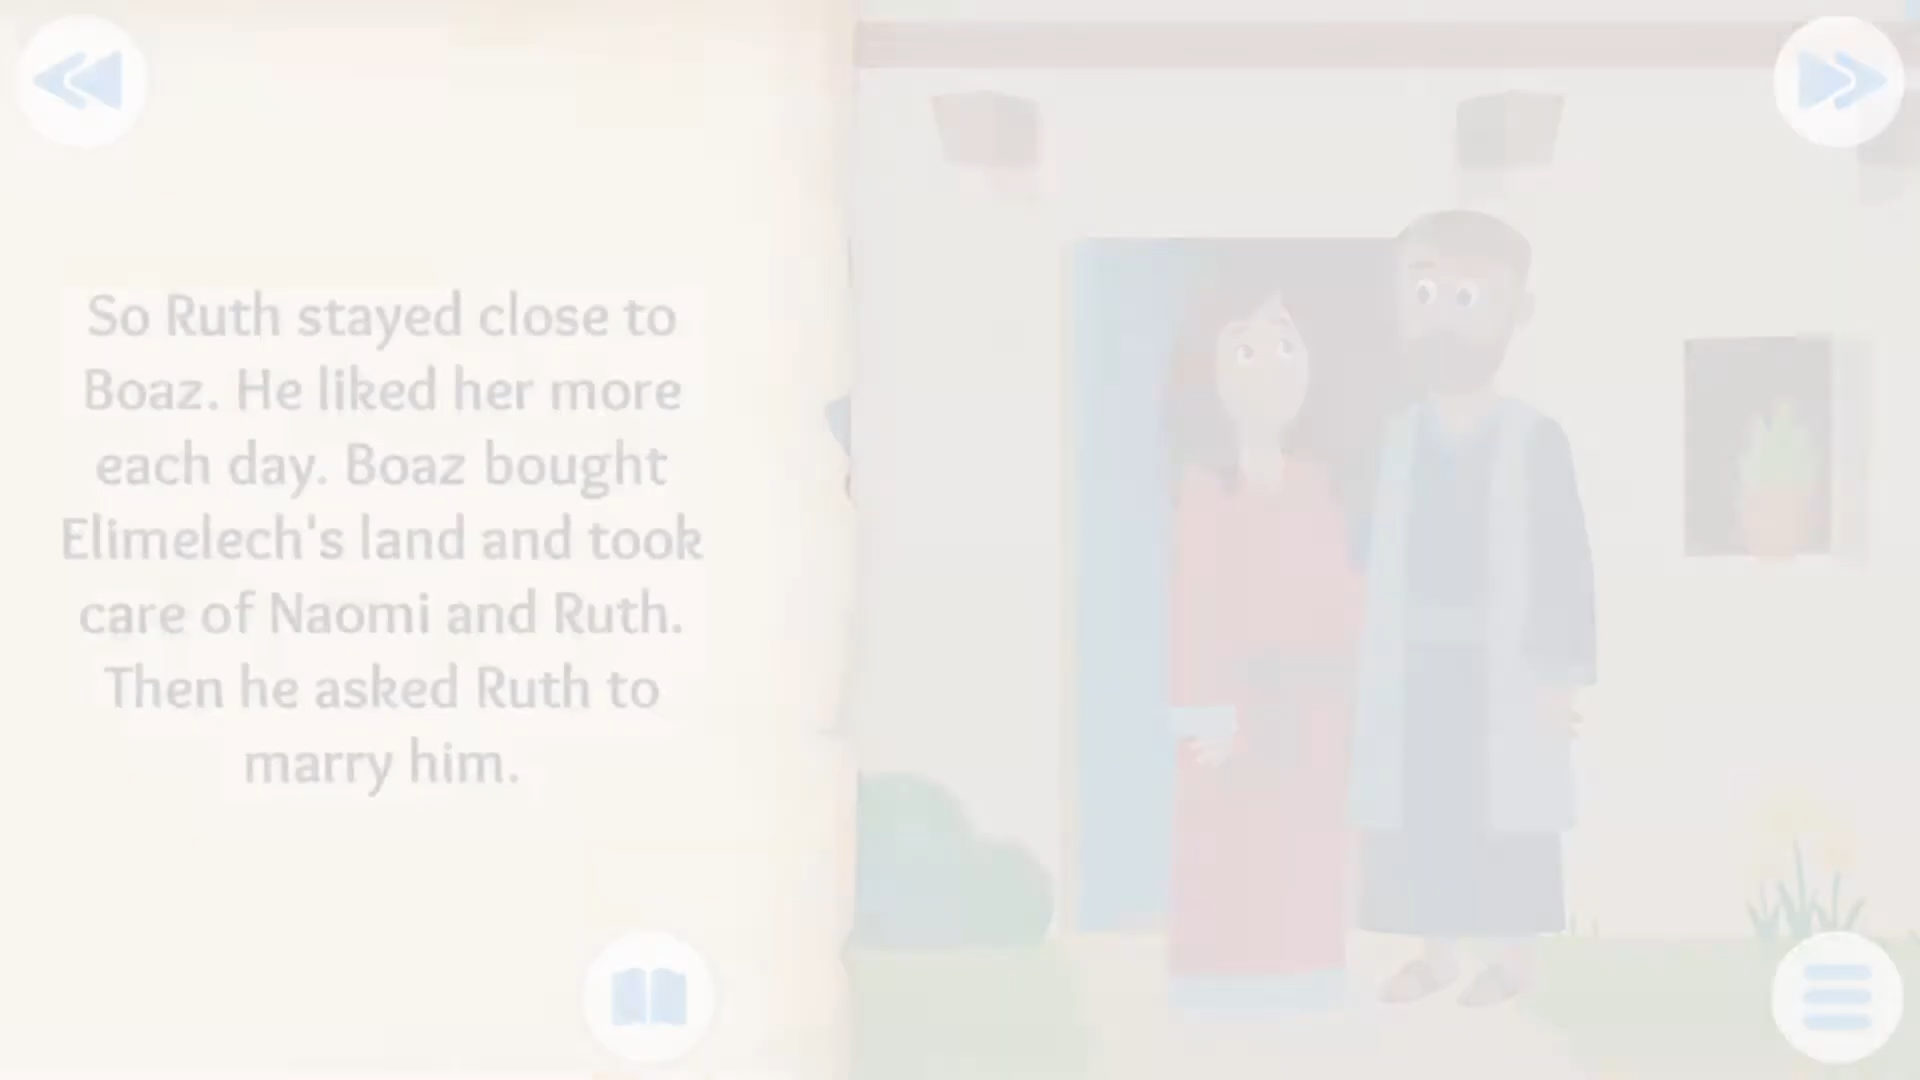 So Ruth stayed close to
Boaz. He liked her more
each day. Boaz bought
Elimelech's land and took
care of Naomi and Ruth.
Then he asked Ruth to
marry him.